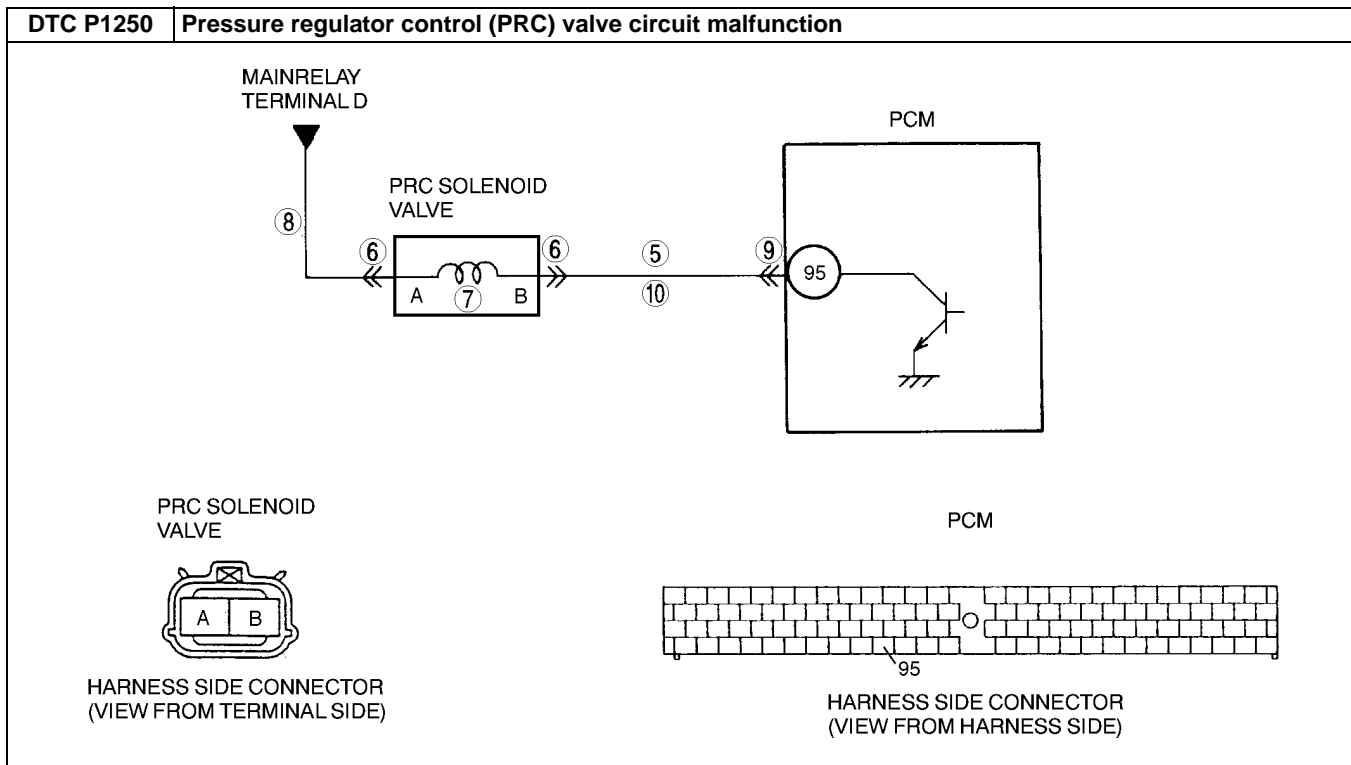 DTC P1250 Pressure regulator control (PRC) valve circuit malfunction
MAINRELAY
TERMINAL D
PCM
PRC SOLENOID
VALVE
⑧
⑥
⑥
⑤
⑨
95
A
⑦
B
⑩
PRC SOLENOID
VALVE
PCM
A B
95
HARNESS SIDE CONNECTOR
(VIEW FROM TERMINAL SIDE)
HARNESS SIDE CONNECTOR
(VIEW FROM HARNESS SIDE)